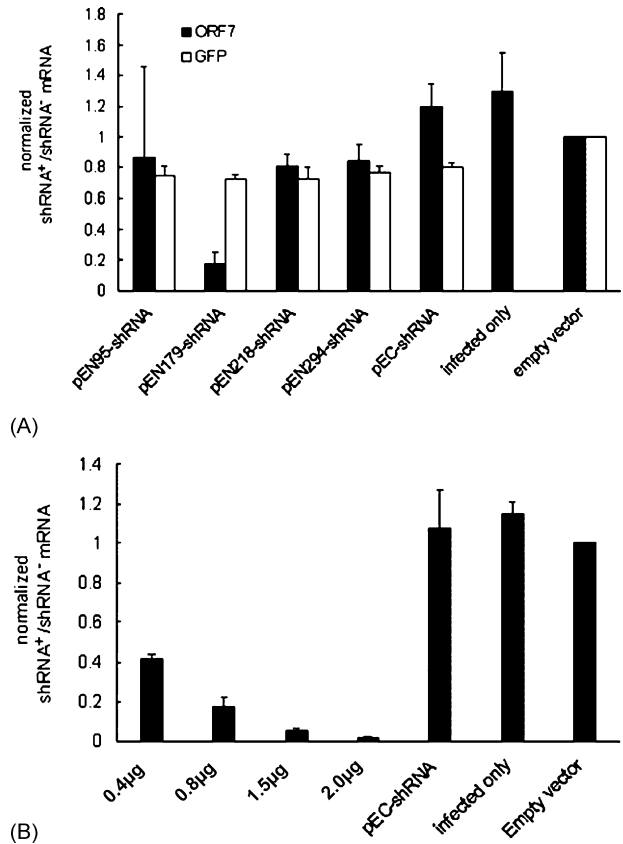 1.8
1.6
1.4
1.2
1
0.8
0.6
0.4
0.2
0
normalized
shRNA⁺/shRNA⁻ mRNA
ORF7
GFP
pEN95-shRNA
pEN179-shRNA
pEN218-shRNA
pEN294-shRNA
pEC-shRNA
infected only
empty vector
(A)
1.4
1.2
1
0.8
0.6
0.4
0.2
0
normalized
shRNA⁺/shRNA⁻ mRNA
0.4µg
0.8µg
1.5µg
2.0µg
pEC-shRNA
infected only
Empty vector
(B)